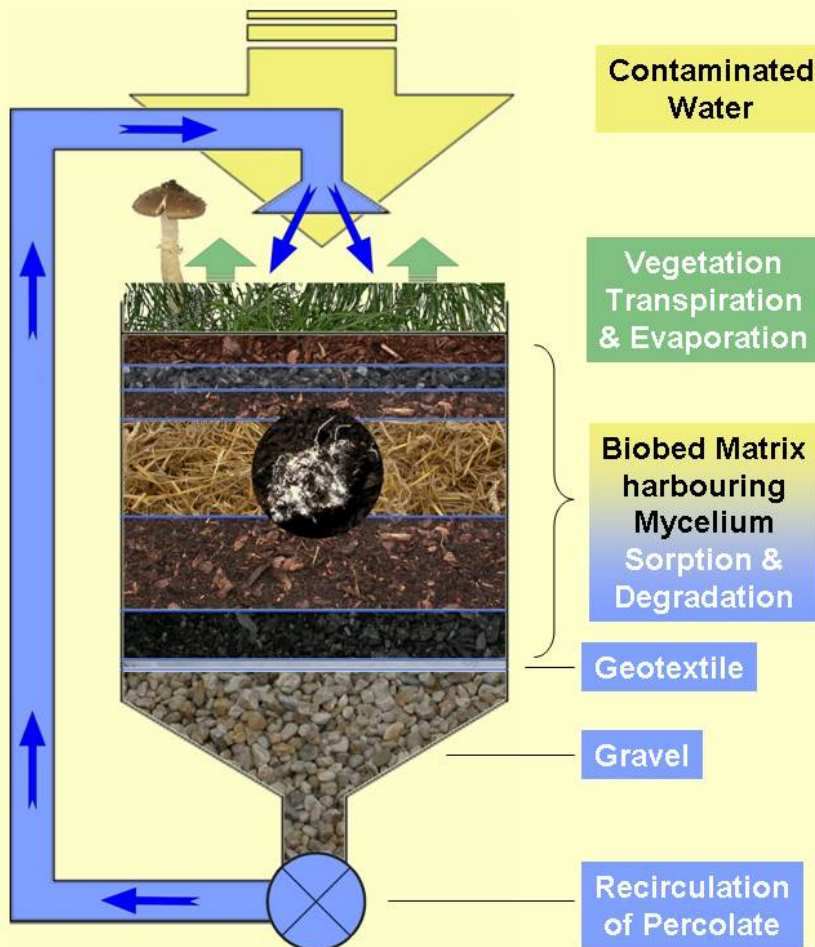 Contaminated
Water
Vegetation
Transpiration
& Evaporation
Biobed Matrix
harbouring
Mycelium
Sorption &
Degradation
Geotextile
Gravel
Recirculation
of Percolate